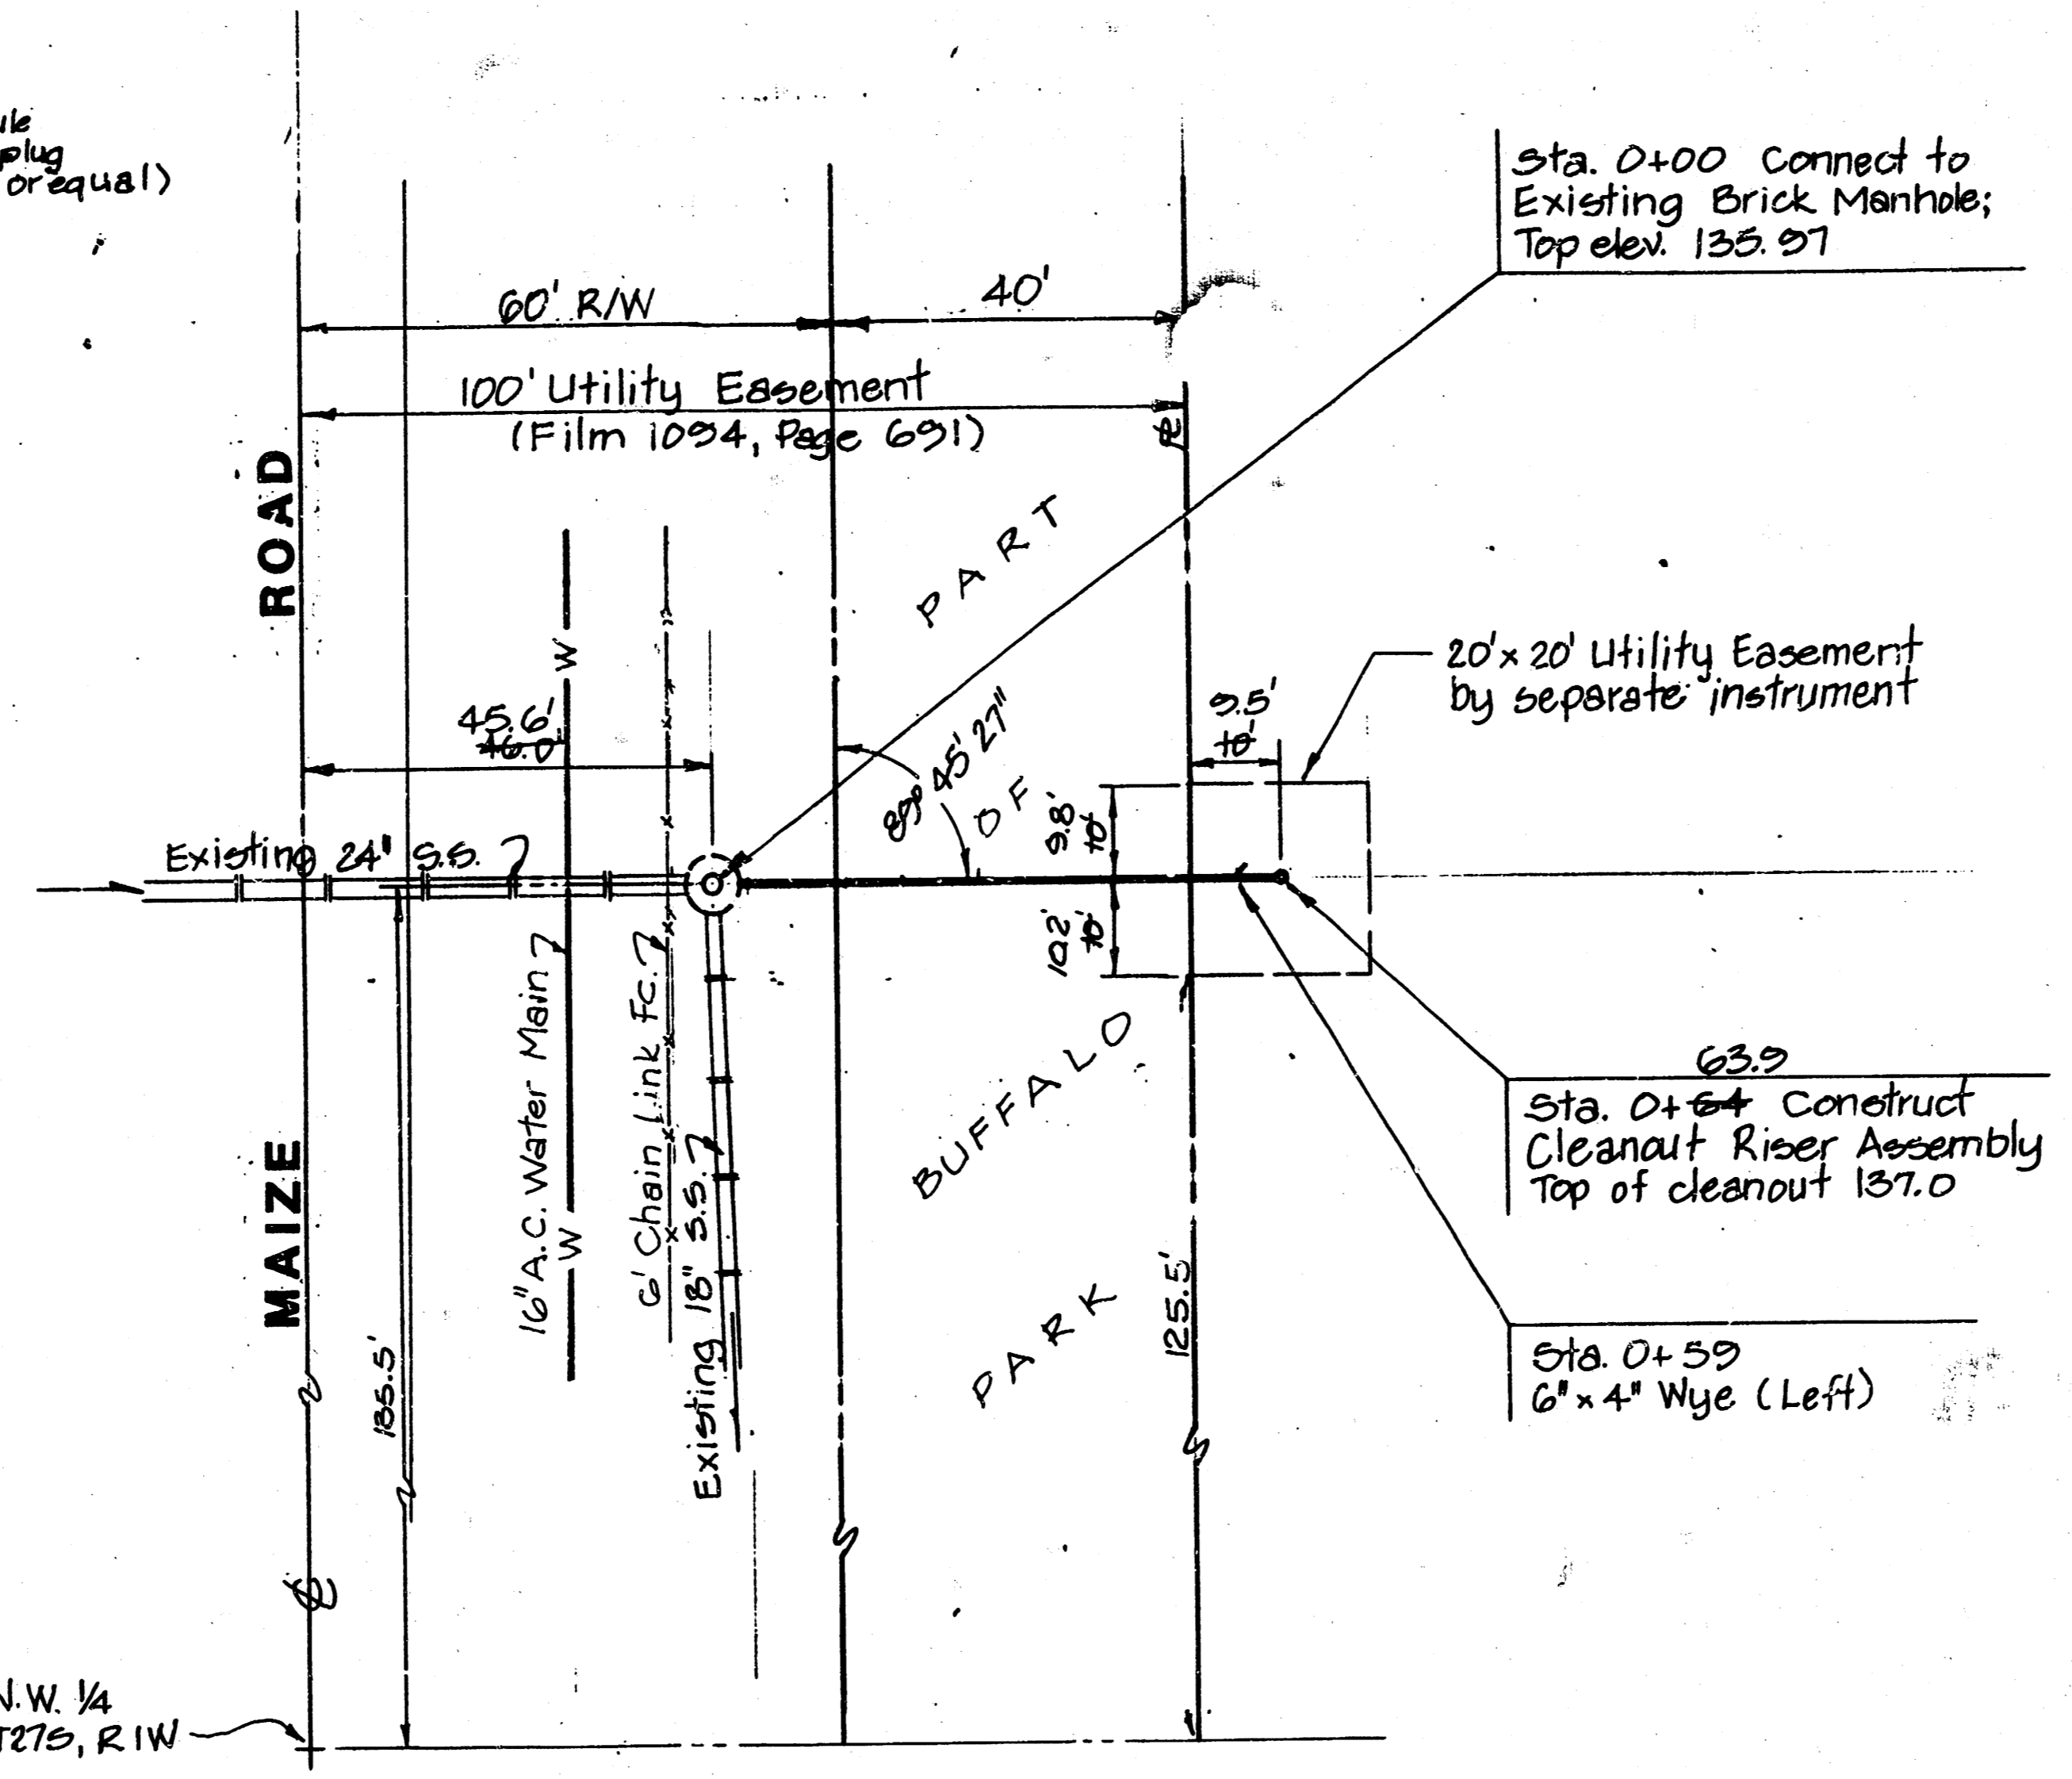 plug
or equal)
Sta. 0+00 Connect to
Existing Brick Manhole;
Top elev. 135.97
60' R/W
40'
100' Utility Easement
(Film 1094, Page 691)
ROAD
PART
W
20' x 20' Utility Easement
by separate instrument
45.6'
46.0'
89° 45' 27"
9.5'
10'
OF
9.8'
10'
Existing 24" S.S.
10.2'
10'
16" A.C. Water Main
6' Chain Link Fc.
BUFFALO
63.9
Sta. 0+64 Construct
Cleanout Riser Assembly
Top of cleanout 137.0
MAIZE
W
Existing 18" S.S.
PARK
125.5'
Sta. 0+59
6" x 4" Wye (Left)
N.W. 1/4
T27S, R1W